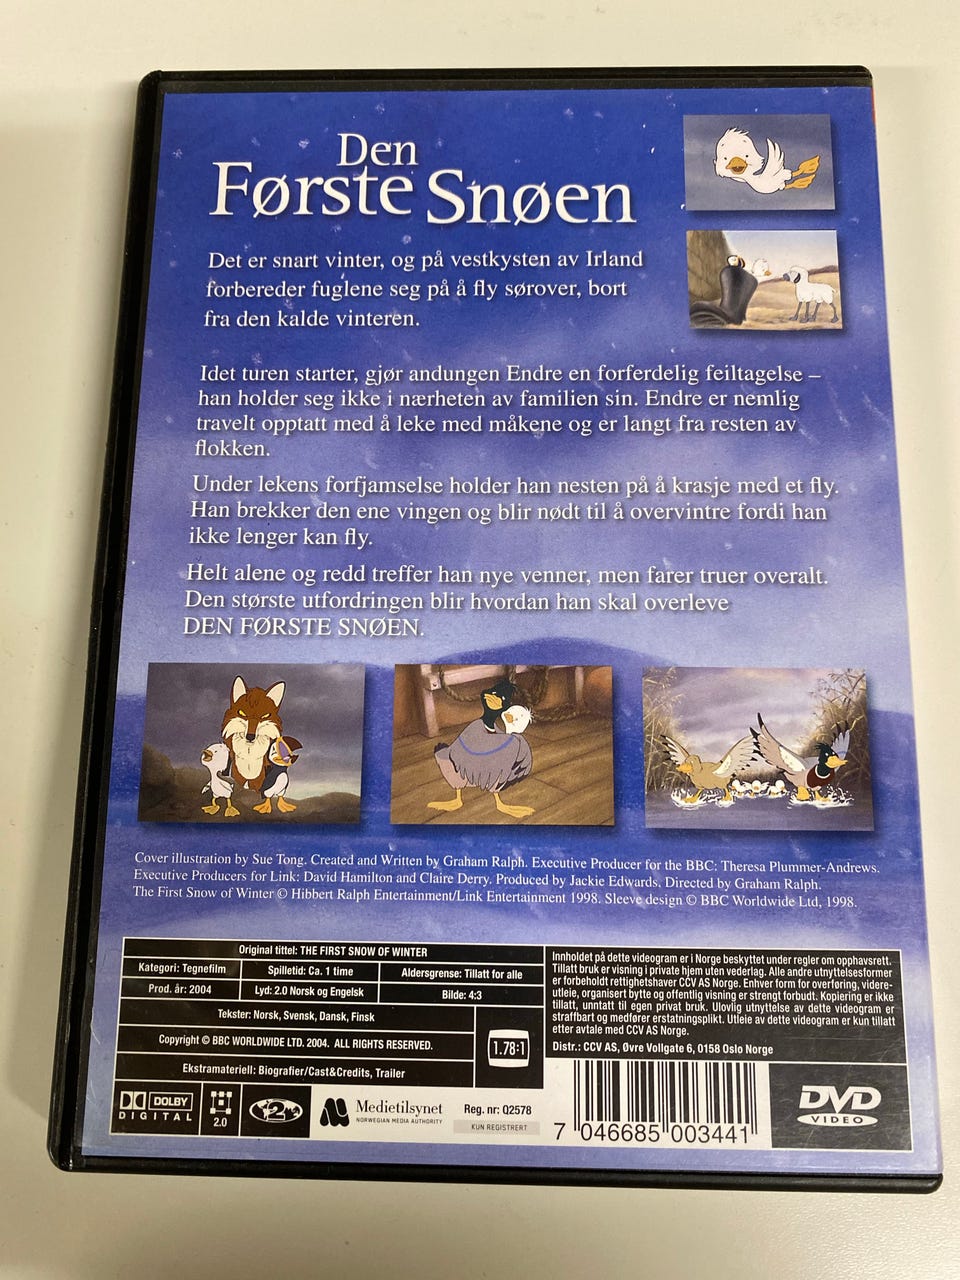 Den
Første Snøen
Det er snart vinter, og på vestkysten av Irland
forbereder fuglene seg på å fly sørover, bort
fra den kalde vinteren.
Idet turen starter, gjør andungen Endre en forferdelig feiltagelse –
han holder seg ikke i nærheten av familien sin. Endre er nemlig
travelt opptatt med å leke med måkene og er langt fra resten av
flokken.
Under lekens forfjamselse holder han nesten på å krasje med et fly.
Han brekker den ene vingen og blir nødt til å overvintre fordi han
ikke lenger kan fly.
Helt alene og redd treffer han nye venner, men farer truer overalt.
Den største utfordringen blir hvordan han skal overleve
DEN FØRSTE SNØEN.
Cover illustration by Sue Tong. Created and Written by Graham Ralph. Executive Producer for the BBC: Theresa Plummer-Andrews.
Executive Producers for Link: David Hamilton and Claire Derry. Produced by Jackie Edwards. Directed by Graham Ralph.
The First Snow of Winter © Hibbert Ralph Entertainment/Link Entertainment 1998. Sleeve design © BBC Worldwide Ltd, 1998.
Original tittel: THE FIRST SNOW OF WINTER
Kategori: Tegnefilm
Spilletid: Ca. 1 time
Aldersgrense: Tillatt for alle
Prod. år: 2004
Lyd: 2.0 Norsk og Engelsk
Bilde: 4:3
Tekster: Norsk, Svensk, Dansk, Finsk
Copyright © BBC WORLDWIDE LTD. 2004. ALL RIGHTS RESERVED.
1.78:1
Ekstramateriell: Biografier/Cast&Credits, Trailer
Innholdet på dette videogram er i Norge beskyttet under regler om opphavsrett.
Tillatt bruk er visning i private hjem uten vederlag. Alle andre utnyttelsesformer
er forbeholdt rettighetshaver CCV AS Norge. Enhver form for overføring, videre-
utleie, organisert bytte og offentlig visning er strengt forbudt. Kopiering er ikke
tillatt, unntatt til egen privat bruk. Ulovlig utnyttelse av dette videogram er
straffbart og medfører erstatningsplikt. Utleie av dette videogram er kun tillatt
etter avtale med CCV AS Norge.
Distr.: CCV AS, Øvre Vollgate 6, 0158 Oslo Norge
DOLBY
DIGITAL
2.0
2
Medietilsynet
NORWEGIAN MEDIA AUTHORITY
Reg. nr: Q2578
KUN REGISTRERT
7 046685 003441
DVD
VIDEO